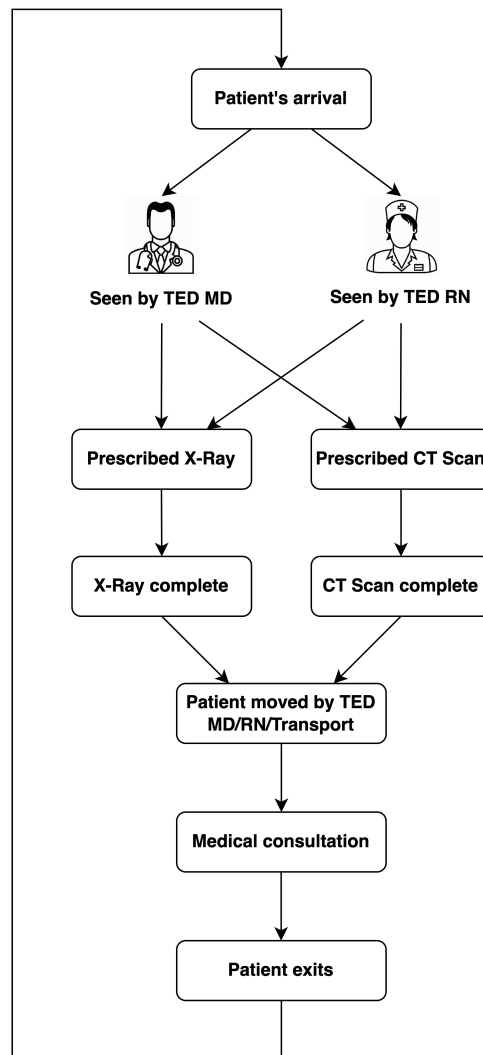 Patient's arrival
Seen by TED MD
Seen by TED RN
Prescribed X-Ray
Prescribed CT Scan
X-Ray complete
CT Scan complete
Patient moved by TED
MD/RN/Transport
Medical consultation
Patient exits